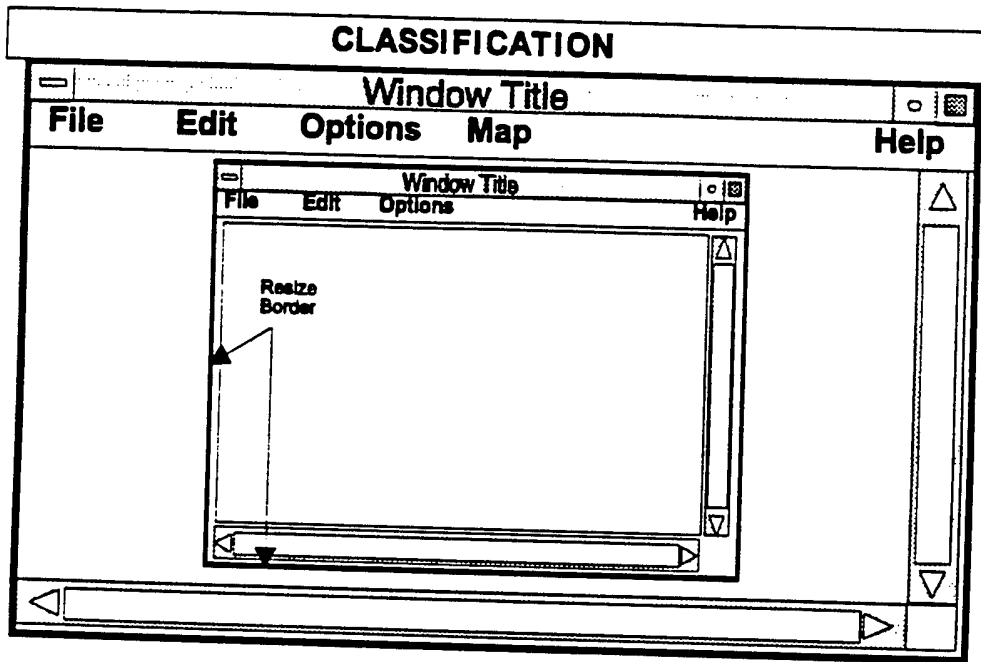 CLASSIFICATION
Window Title
File Edit Options Map Help
Window Title
File Edit Options Help
Resize
Border